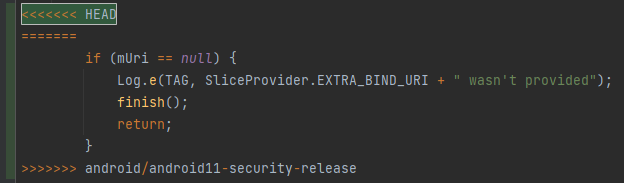 <<<<<<< HEAD
=======
        if (mUri == null) {
            Log.e(TAG, SliceProvider.EXTRA_BIND_URI + " wasn't provided");
            finish();
            return;
        }
>>>>>>> android/android11-security-release